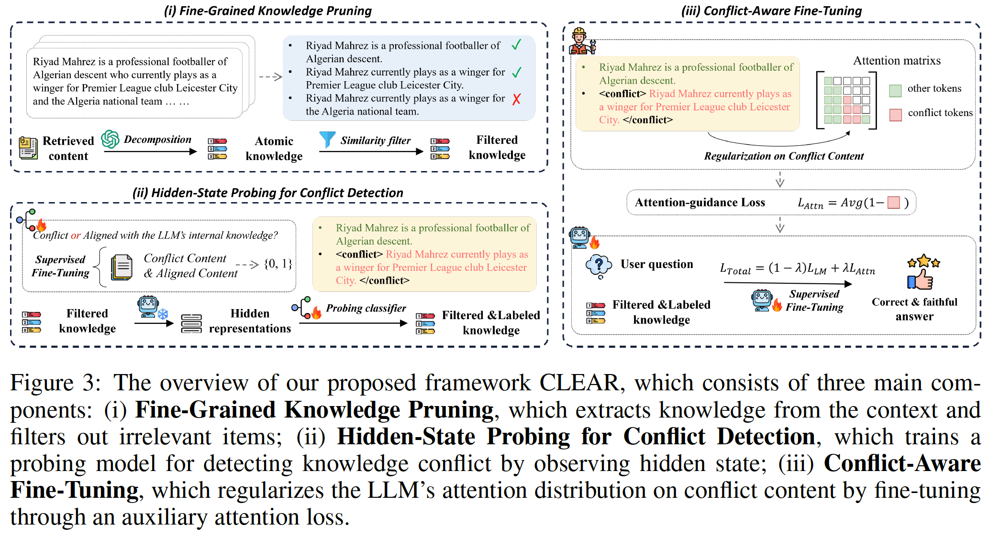 (i) Fine-Grained Knowledge Pruning
Riyad Mahrez is a professional footballer of
Algerian descent who currently plays as a
winger for Premier League club Leicester City
and the Algeria national team … …
• Riyad Mahrez is a professional footballer of
Algerian descent.
• Riyad Mahrez currently plays as a winger for
Premier League club Leicester City.
• Riyad Mahrez currently plays as a winger for
the Algeria national team.
Retrieved
content
Decomposition
Atomic
knowledge
Similarity filter
Filtered
knowledge
(ii) Hidden-State Probing for Conflict Detection
Conflict or Aligned with the LLM's internal knowledge?
Supervised
Fine-Tuning
Conflict Content
& Aligned Content
{0, 1}
• Riyad Mahrez is a professional footballer of
Algerian descent.
• <conflict> Riyad Mahrez currently plays as
a winger for Premier League club Leicester
City. </conflict>
Filtered
knowledge
AI
Hidden
representations
Probing classifier
Filtered &Labeled
knowledge
(iii) Conflict-Aware Fine-Tuning
• Riyad Mahrez is a professional footballer of
Algerian descent.
• <conflict> Riyad Mahrez currently plays as
a winger for Premier League club Leicester
City. </conflict>
Attention matrixs
other tokens
conflict tokens
Regularization on Conflict Content
Attention-guidance Loss L_Attn = Avg(1− )
AI
User question
L_Total = (1 − λ)L_LM + λL_Attn
Filtered &Labeled
knowledge
AI
Supervised
Fine-Tuning
Correct & faithful
answer
Figure 3: The overview of our proposed framework CLEAR, which consists of three main com-
ponents: (i) Fine-Grained Knowledge Pruning, which extracts knowledge from the context and
filters out irrelevant items; (ii) Hidden-State Probing for Conflict Detection, which trains a
probing model for detecting knowledge conflict by observing hidden state; (iii) Conflict-Aware
Fine-Tuning, which regularizes the LLM's attention distribution on conflict content by fine-tuning
through an auxiliary attention loss.